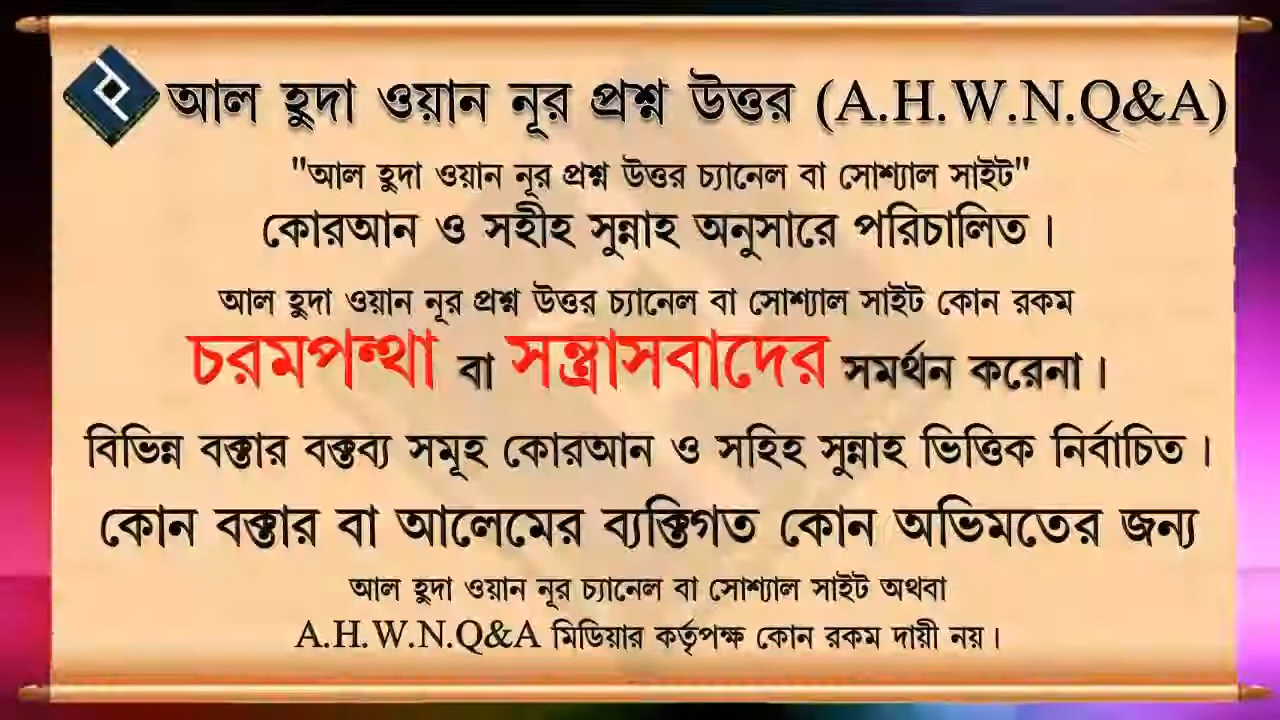 আল হুদা ওয়ান নূর প্রশ্ন উত্তর (A.H.W.N.Q&A)
"আল হুদা ওয়ান নূর প্রশ্ন উত্তর চ্যানেল বা সোশ্যাল সাইট"
কোরআন ও সহীহ সুন্নাহ অনুসারে পরিচালিত।
আল হুদা ওয়ান নূর প্রশ্ন উত্তর চ্যানেল বা সোশ্যাল সাইট কোন রকম
চরমপন্থা বা সন্ত্রাসবাদের সমর্থন করেনা।
বিভিন্ন বক্তার বক্তব্য সমূহ কোরআন ও সহিহ সুন্নাহ ভিত্তিক নির্বাচিত।
কোন বক্তার বা আলেমের ব্যক্তিগত কোন অভিমতের জন্য
আল হুদা ওয়ান নূর চ্যানেল বা সোশ্যাল সাইট অথবা
A.H.W.N.Q&A মিডিয়ার কর্তৃপক্ষ কোন রকম দায়ী নয়।